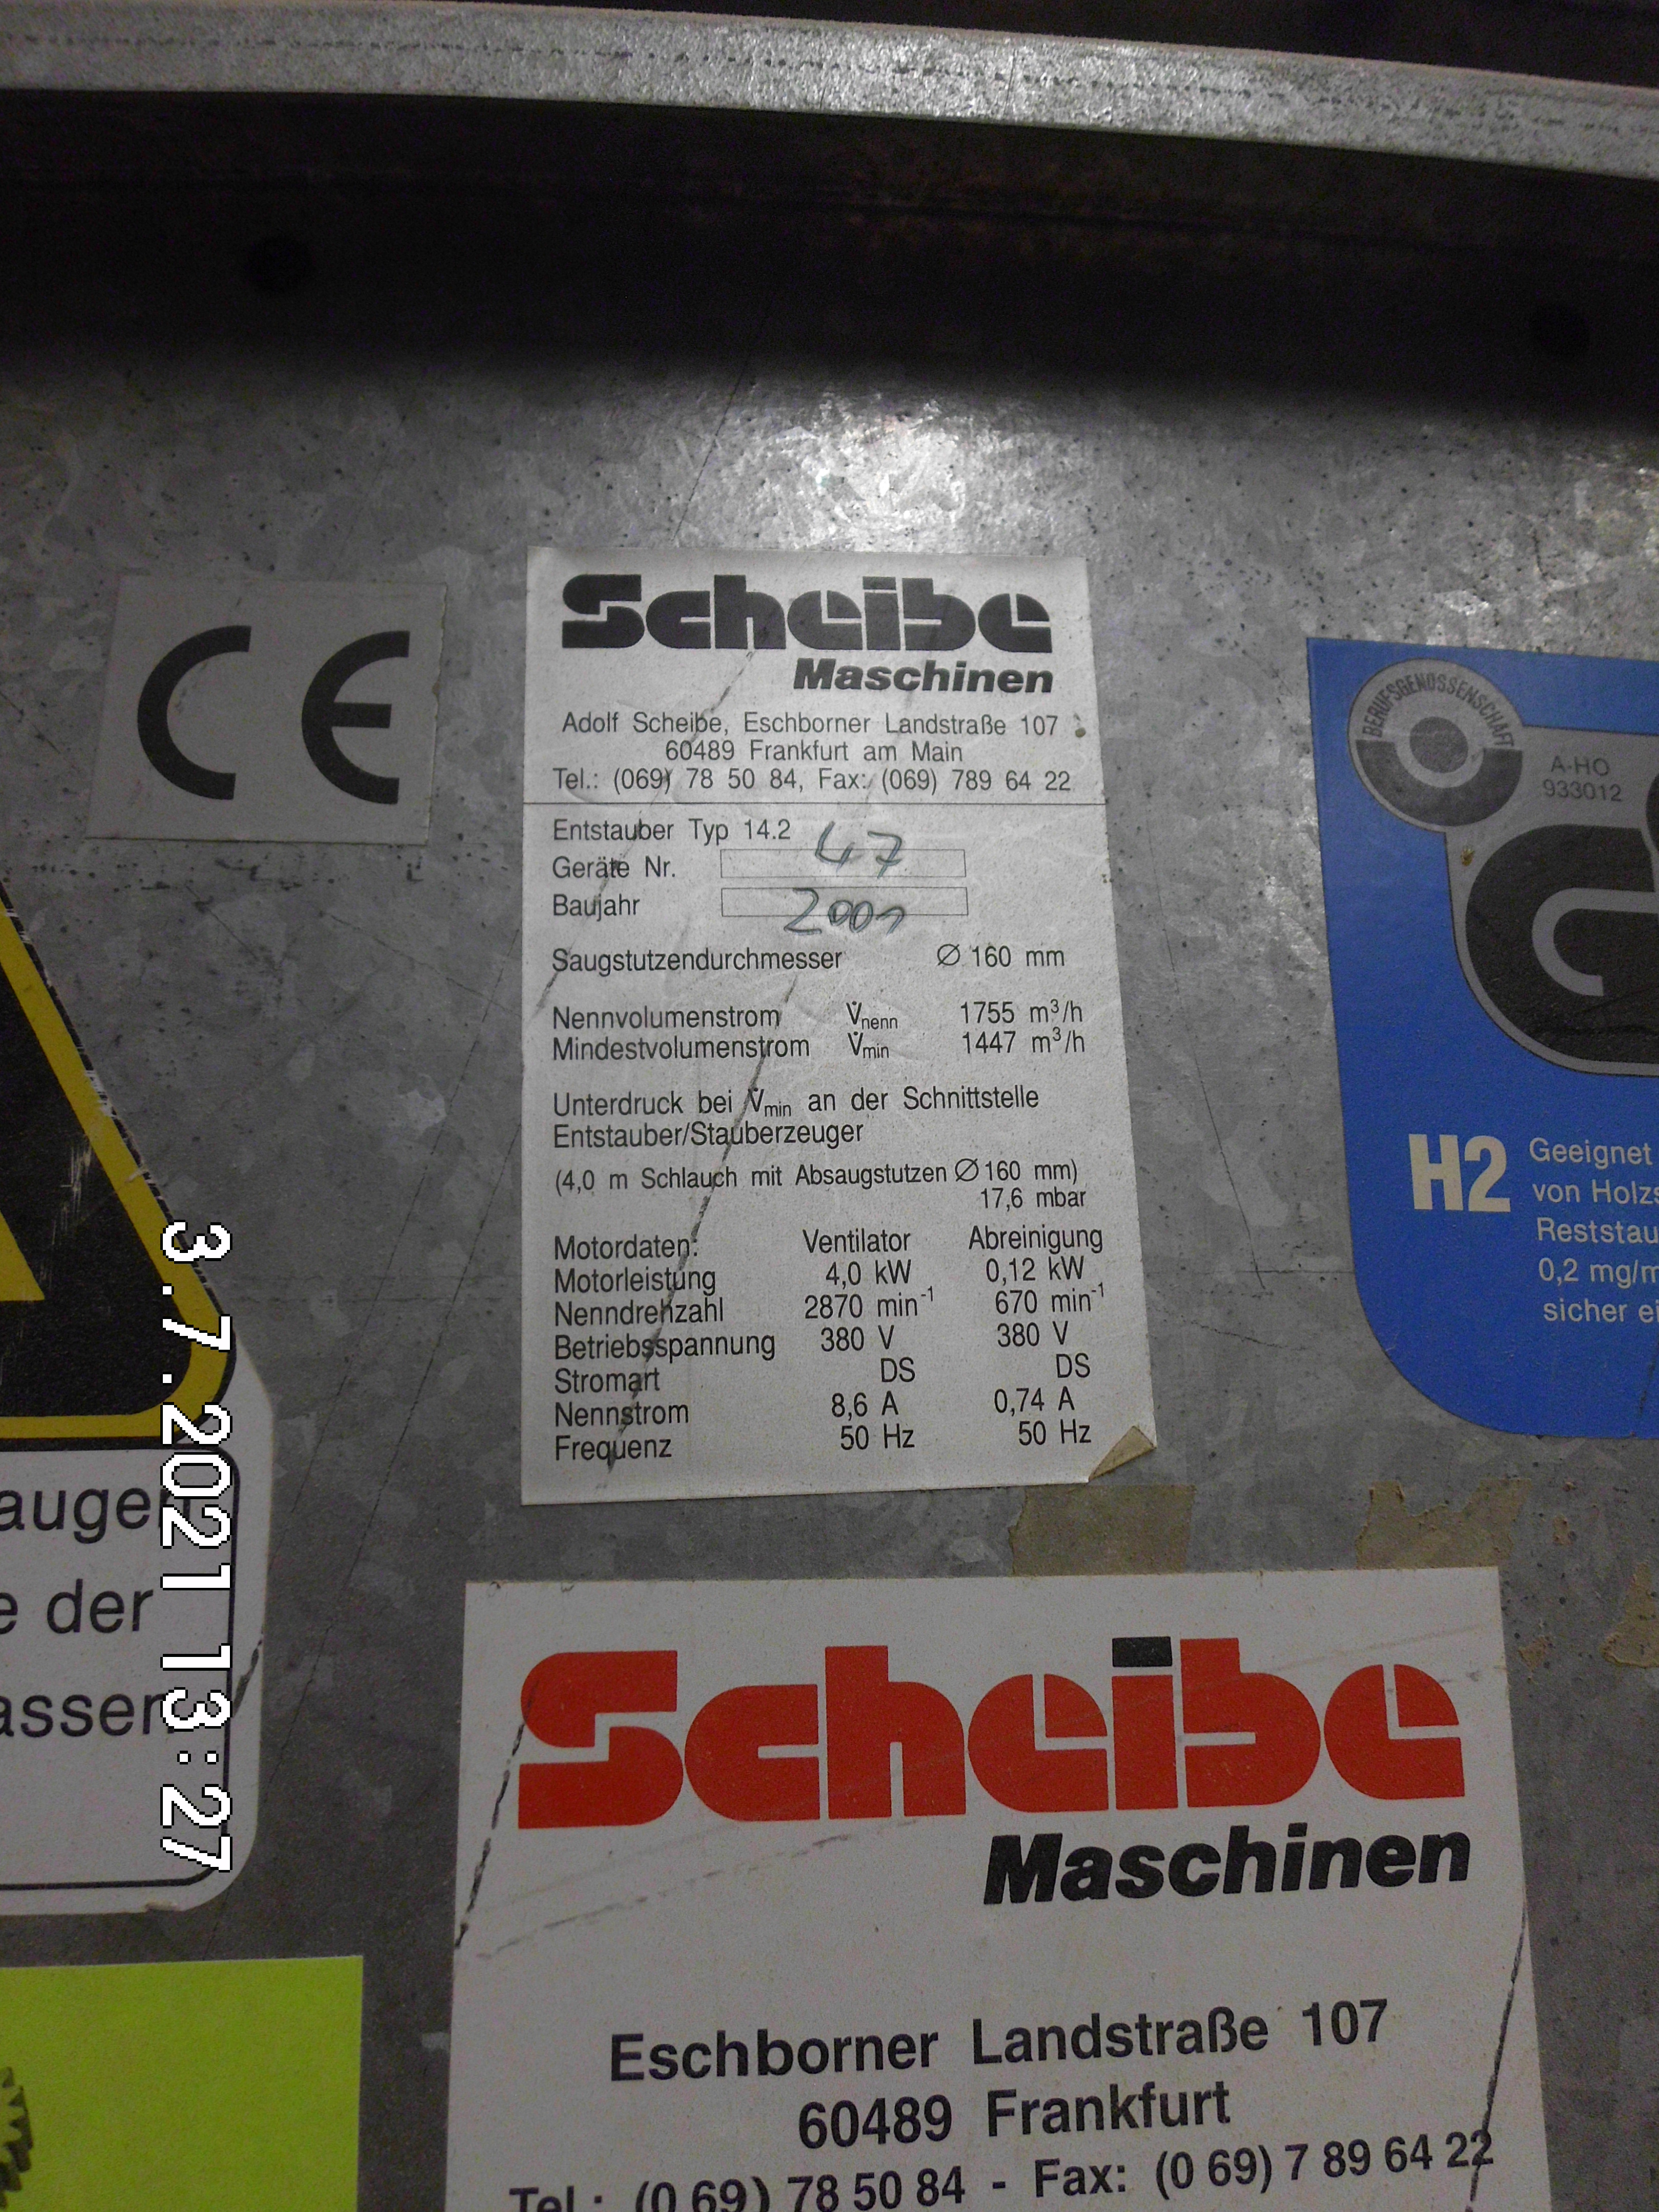 CE
Scheibe
Maschinen
Adolf Scheibe, Eschborner Landstraße 107
60489 Frankfurt am Main
Tel.: (069) 78 50 84, Fax: (069) 789 64 22
Entstauber Typ 14.2
Geräte Nr. 47
Baujahr 2001
Saugstutzendurchmesser Ø 160 mm
Nennvolumenstrom V̇nenn 1755 m³/h
Mindestvolumenstrom V̇min 1447 m³/h
Unterdruck bei V̇min an der Schnittstelle
Entstauber/Stauberzeuger
(4,0 m Schlauch mit Absaugstutzen Ø 160 mm)
17,6 mbar
Motordaten: Ventilator Abreinigung
Motorleistung 4,0 kW 0,12 kW
Nenndrehzahl 2870 min⁻¹ 670 min⁻¹
Betriebsspannung 380 V 380 V
Stromart DS DS
Nennstrom 8,6 A 0,74 A
Frequenz 50 Hz 50 Hz
BERUFSGENOSSENSCHAFT
A-HO
933012
H2
Geeignet
von Holzs
Reststau
0,2 mg/m
sicher ei
augen
e der
assen
3.7.2021 13:27
Scheibe
Maschinen
Eschborner Landstraße 107
60489 Frankfurt
Tel.: (0 69) 78 50 84 - Fax: (0 69) 7 89 64 22